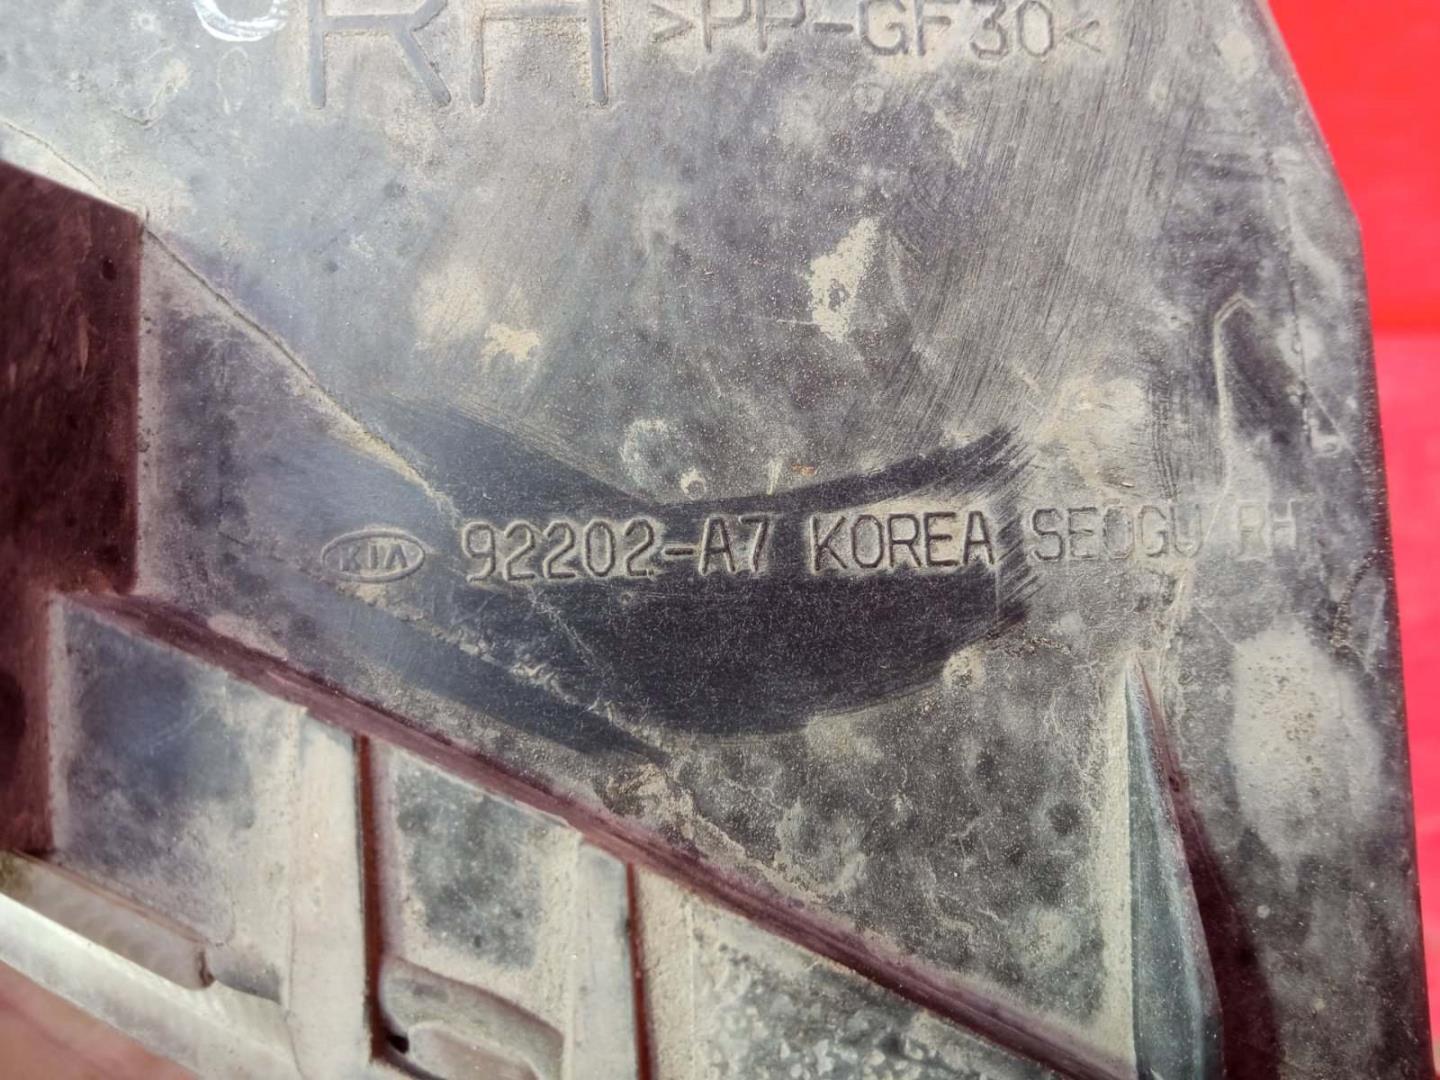 RH >PP-GF30<
KIA 92202-A7 KOREA SEOGU RH